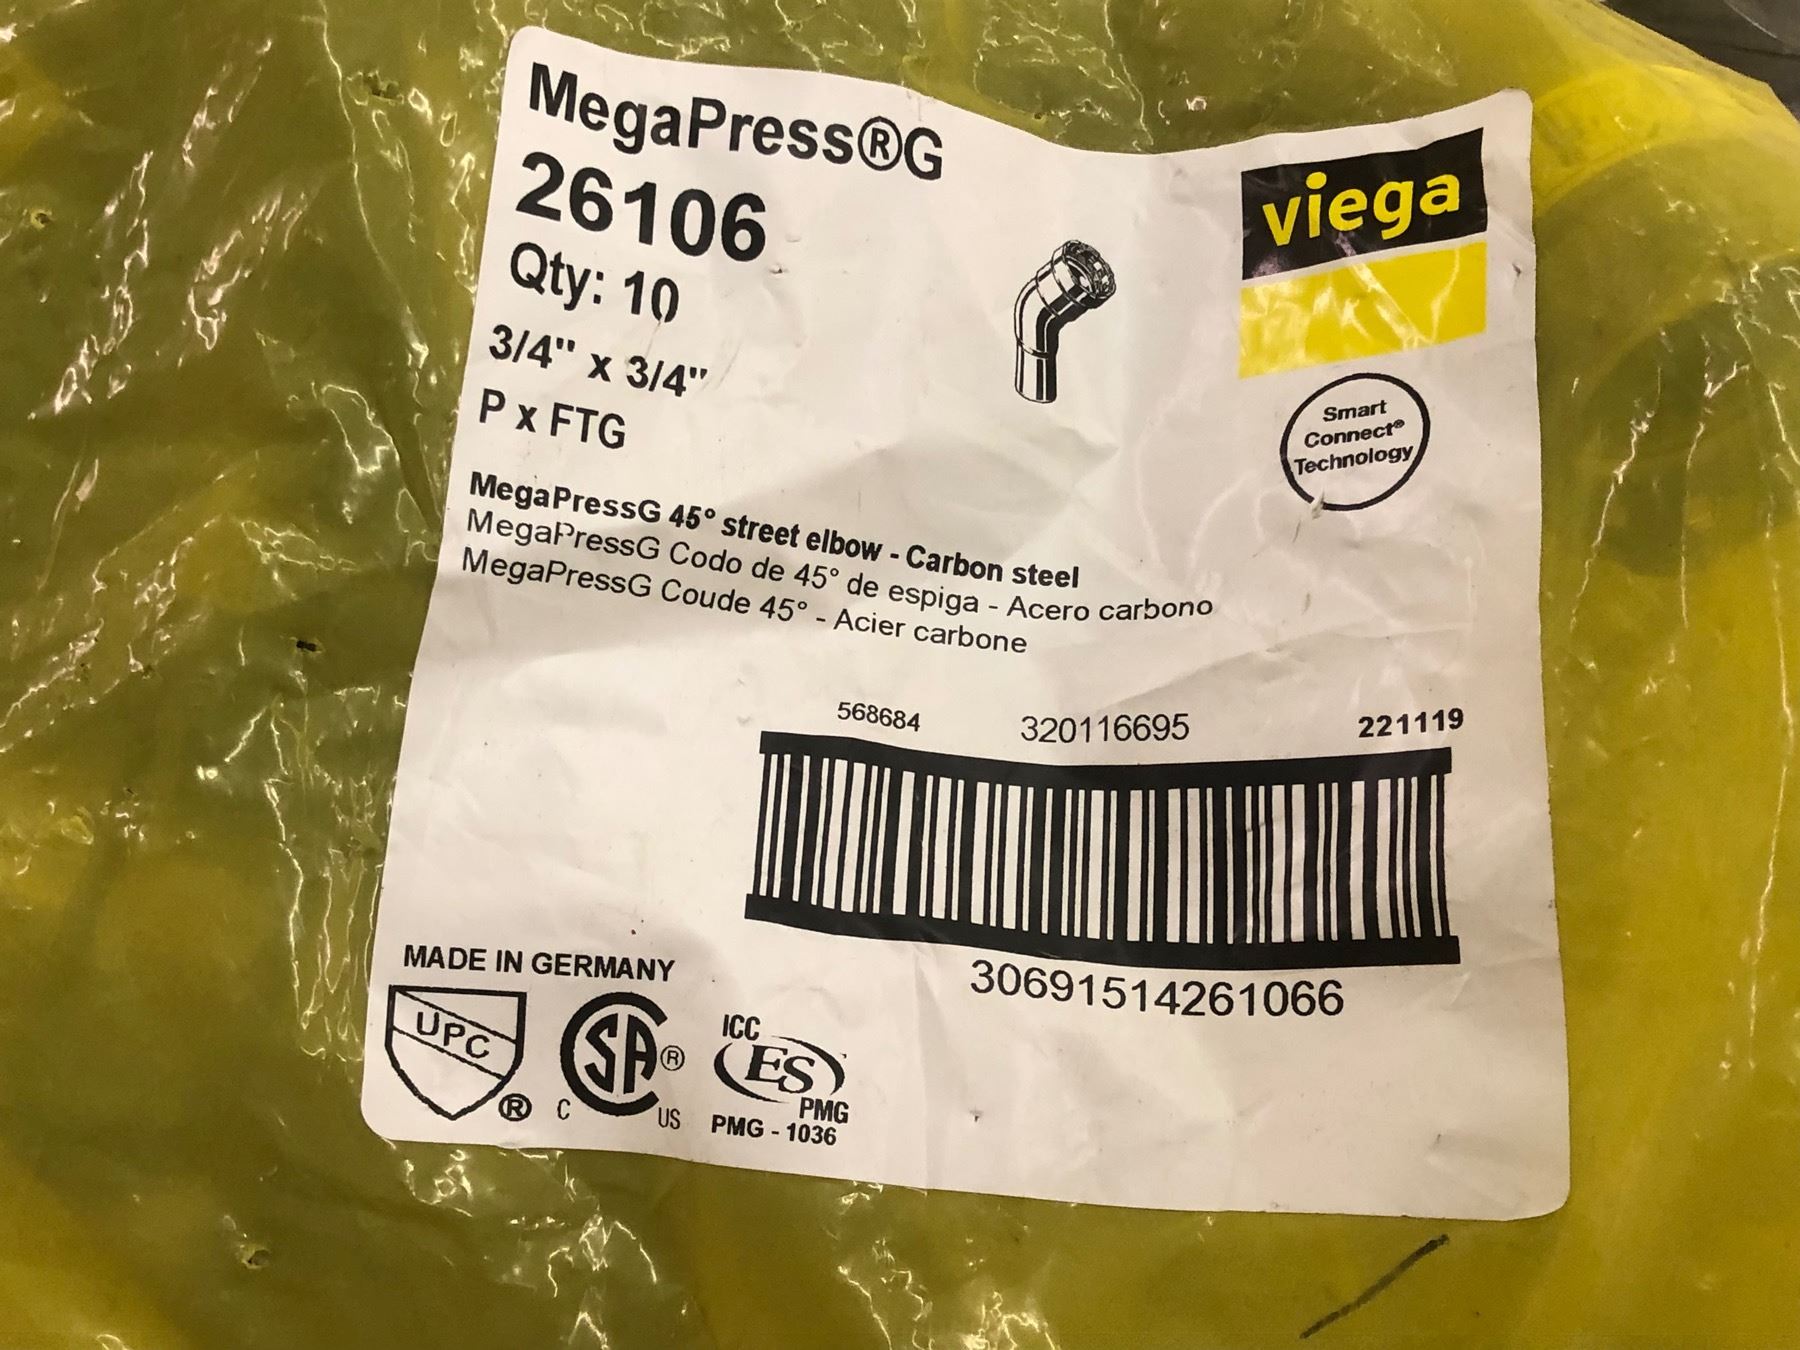 MegaPress®G
26106
Qty: 10
3/4" x 3/4"
P x FTG
viega
Smart
Connect®
Technology
MegaPressG 45° street elbow - Carbon steel
MegaPressG Codo de 45° de espiga - Acero carbono
MegaPressG Coude 45° - Acier carbone
568684 320116695 221119
30691514261066
MADE IN GERMANY
UPC ®
C SA ® US
ICC
ES
PMG
PMG - 1036